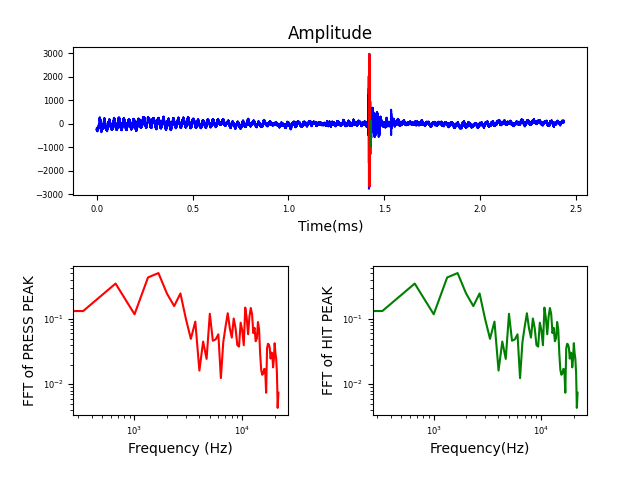 Amplitude
3000
2000
1000
0
−1000
−2000
−3000
0.0 0.5 1.0 1.5 2.0 2.5
Time(ms)
FFT of PRESS PEAK
10⁻¹
10⁻²
10³ 10⁴
Frequency (Hz)
FFT of HIT PEAK
10⁻¹
10⁻²
10³ 10⁴
Frequency(Hz)